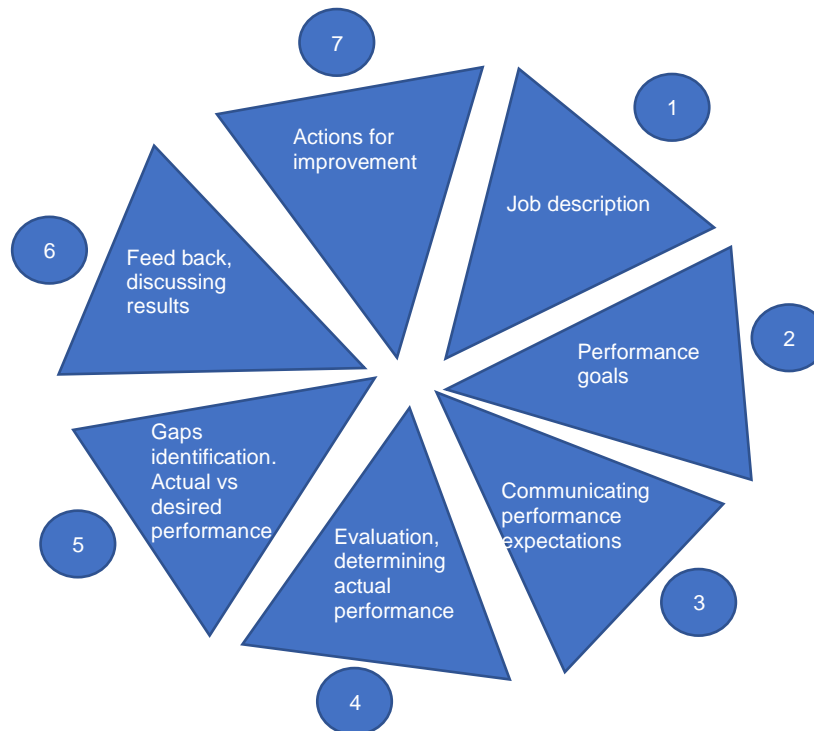 1
Job description
2
Performance
goals
3
Communicating
performance
expectations
4
Evaluation,
determining
actual
performance
5
Gaps
identification.
Actual vs
desired
performance
6
Feed back,
discussing
results
7
Actions for
improvement